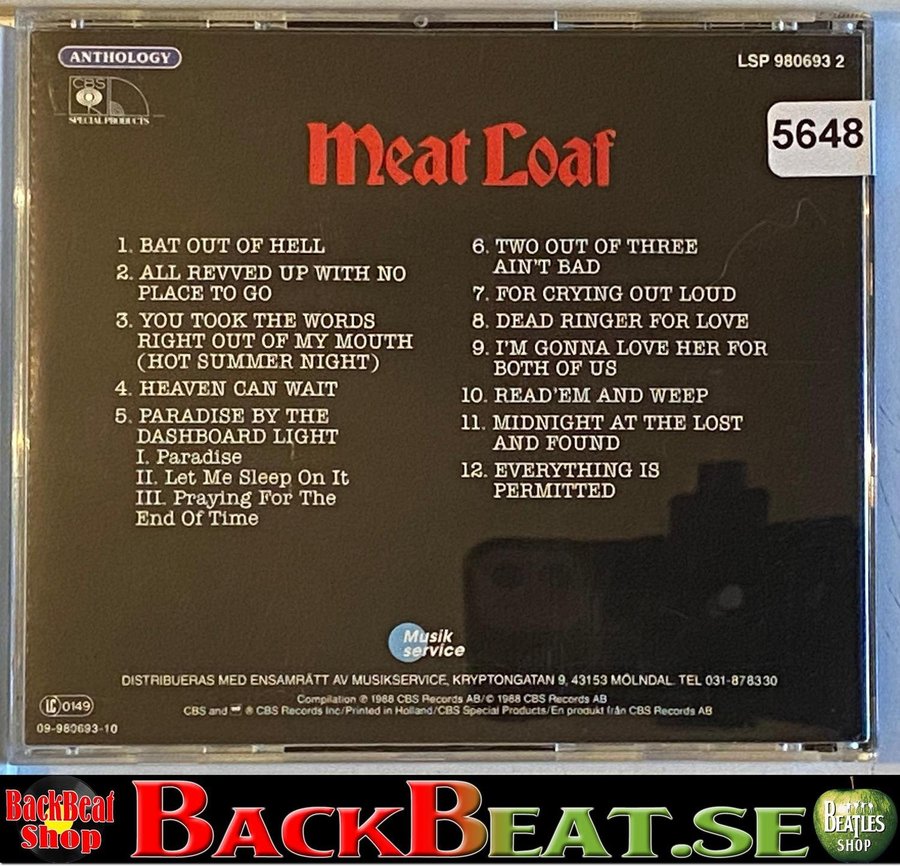 ANTHOLOGY
LSP 980693 2
CBS
SPECIAL PRODUCTS
5648
Meat Loaf
1. BAT OUT OF HELL
2. ALL REVVED UP WITH NO
PLACE TO GO
3. YOU TOOK THE WORDS
RIGHT OUT OF MY MOUTH
(HOT SUMMER NIGHT)
4. HEAVEN CAN WAIT
5. PARADISE BY THE
DASHBOARD LIGHT
I. Paradise
II. Let Me Sleep On It
III. Praying For The
End Of Time
6. TWO OUT OF THREE
AIN'T BAD
7. FOR CRYING OUT LOUD
8. DEAD RINGER FOR LOVE
9. I'M GONNA LOVE HER FOR
BOTH OF US
10. READ'EM AND WEEP
11. MIDNIGHT AT THE LOST
AND FOUND
12. EVERYTHING IS
PERMITTED
Musik
service
DISTRIBUERAS MED ENSAMRÄTT AV MUSIKSERVICE, KRYPTONGATAN 9, 43153 MÖLNDAL. TEL 031-878330
Compilation ℗ 1988 CBS Records AB/© 1988 CBS Records AB
CBS and ® CBS Records Inc/Printed in Holland/CBS Special Products/En produkt från CBS Records AB
LC 0149
09-980693-10
BackBeat
Shop
BACKBEAT.SE
BEATLES
SHOP